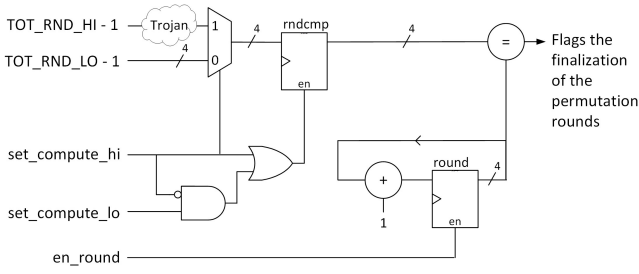 TOT_RND_HI - 1
Trojan
1
4
rndcmp
4
=
Flags the
finalization
of the
permutation
rounds
TOT_RND_LO - 1
4
0
en
set_compute_hi
round
4
+
set_compute_lo
1
en
en_round